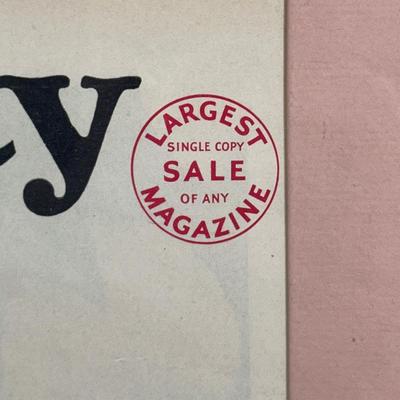 y
LARGEST
SINGLE COPY
SALE
OF ANY
MAGAZINE